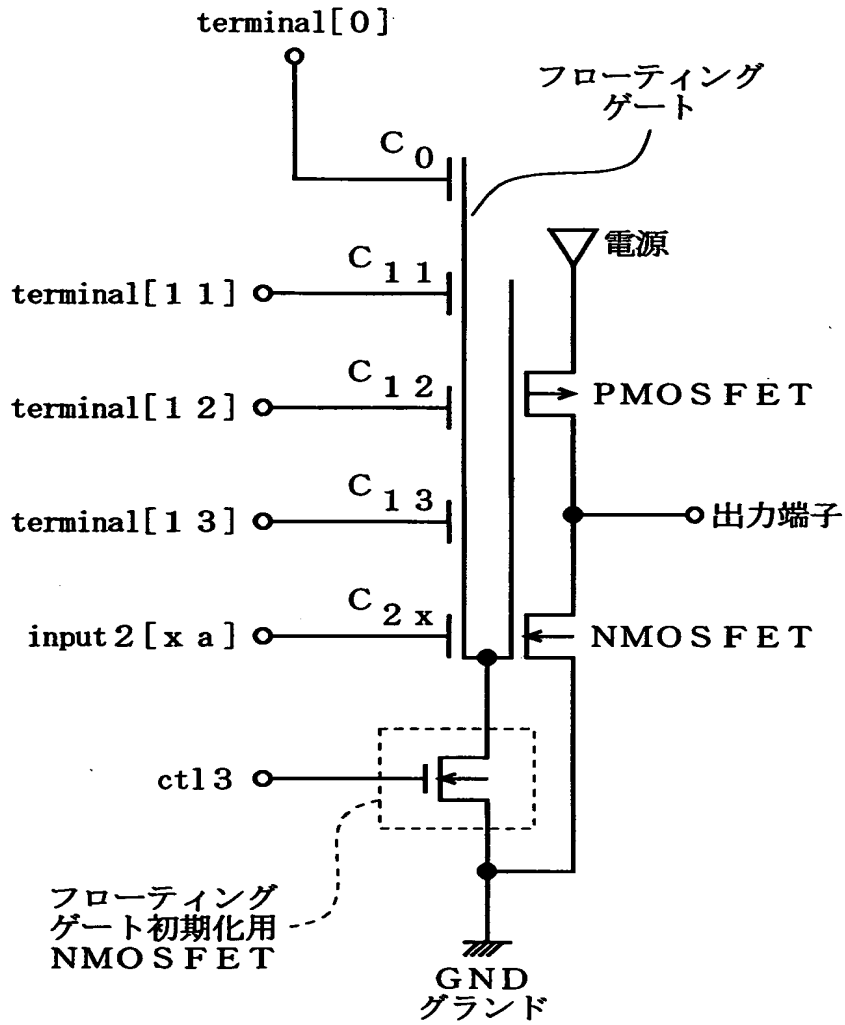 terminal[０]
フローティング
ゲート
C₀
電源
C₁₁
terminal[１１]
C₁₂
terminal[１２]
PMOSFET
C₁₃
terminal[１３]
出力端子
C₂ₓ
input２[ｘａ]
NMOSFET
ctl３
フローティング
ゲート初期化用
NMOSFET
GND
グランド